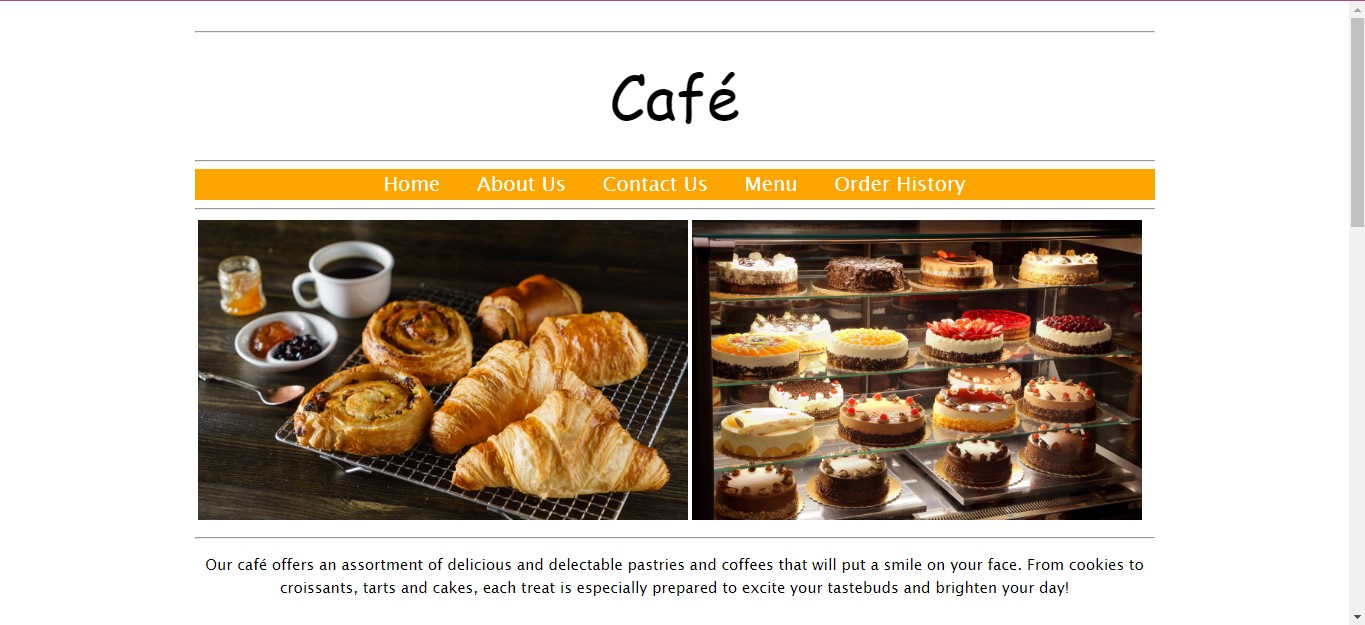 Café
Home About Us Contact Us Menu Order History
Our café offers an assortment of delicious and delectable pastries and coffees that will put a smile on your face. From cookies to
croissants, tarts and cakes, each treat is especially prepared to excite your tastebuds and brighten your day!